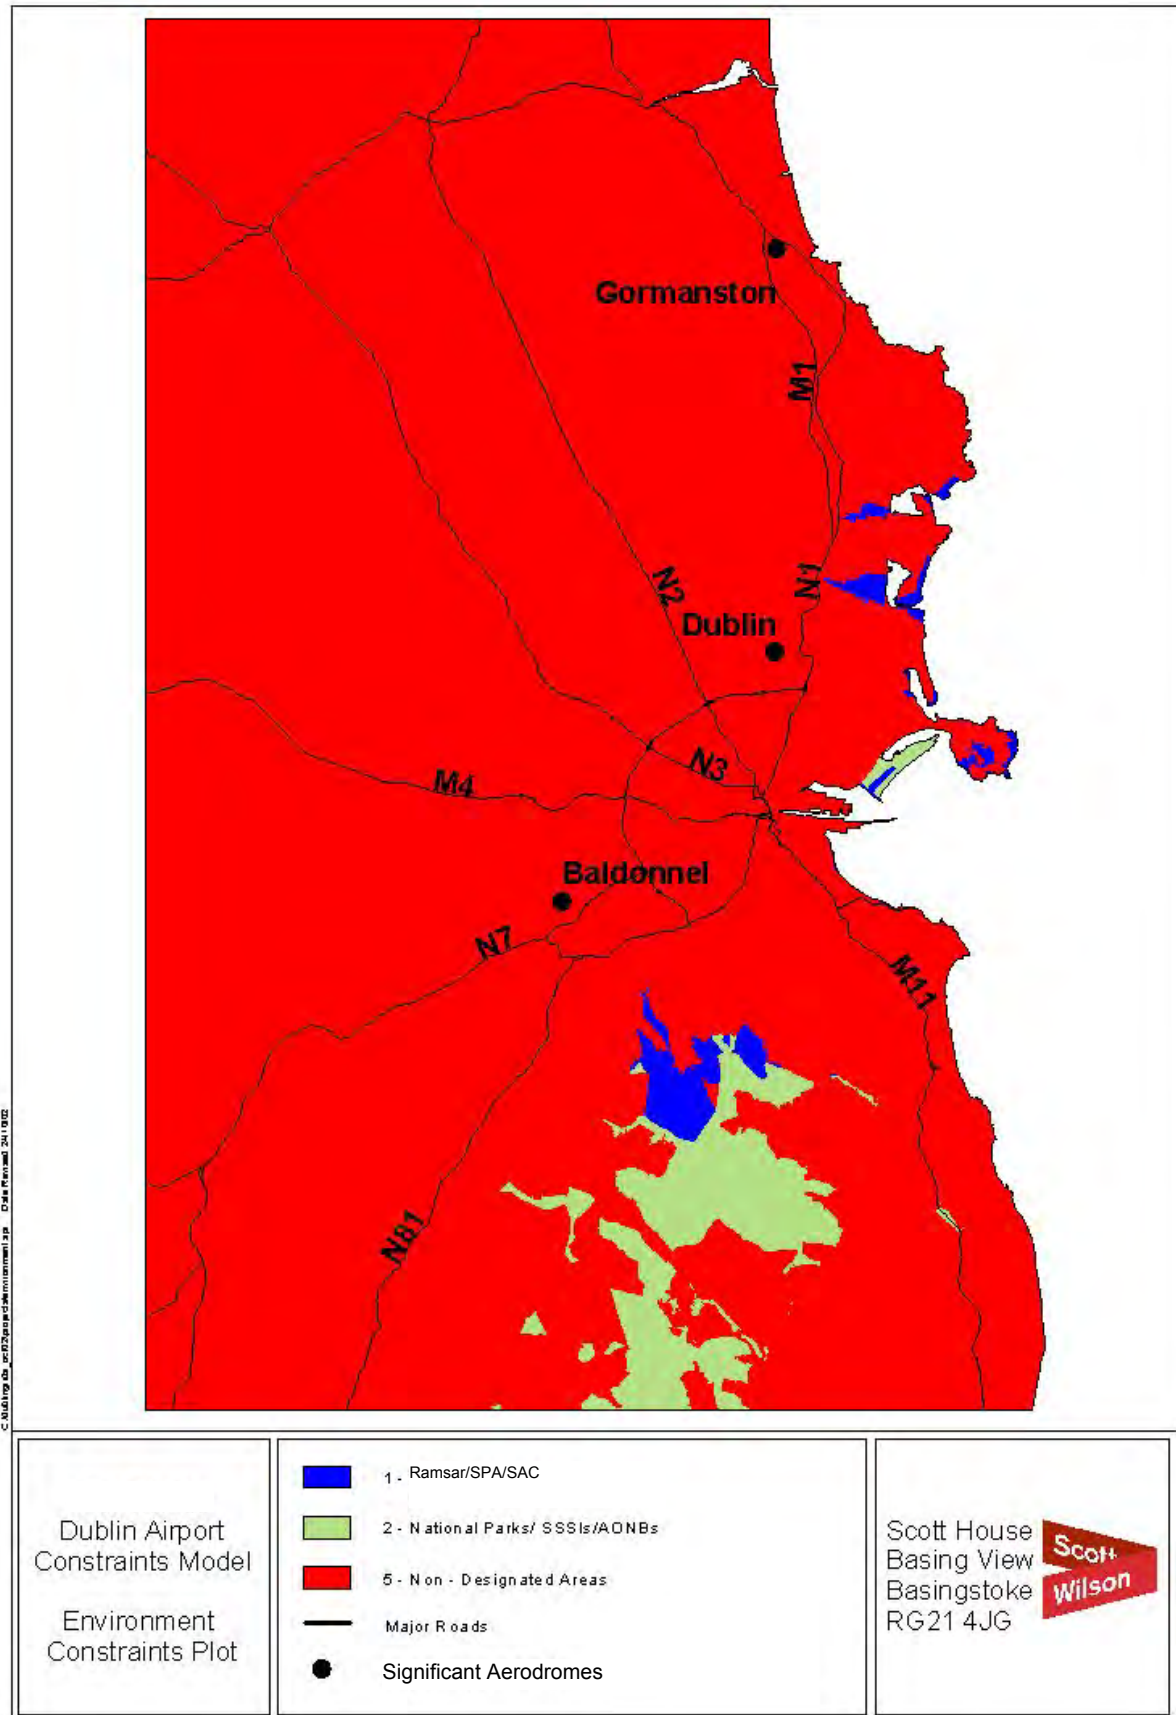 Gormanston
M1
N2
N1
Dublin
N3
M4
Baldonnel
N7
M11
N81
Dublin Airport
Constraints Model
Environment
Constraints Plot
1 - Ramsar/SPA/SAC
2 - National Parks/ SSSIs/AONBs
5 - Non - Designated Areas
Major Roads
Significant Aerodromes
Scott House
Basing View
Basingstoke
RG21 4JG
Scott
Wilson